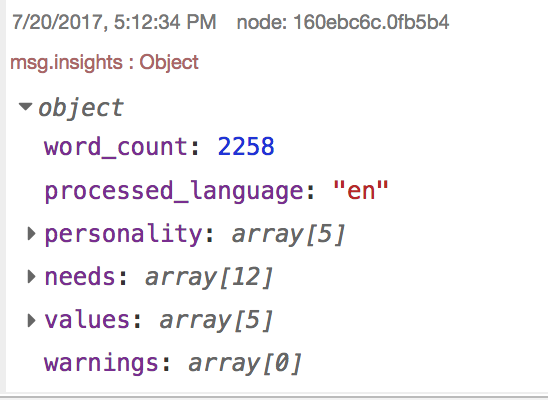 7/20/2017, 5:12:34 PM node: 160ebc6c.0fb5b4
msg.insights : Object
object
word_count: 2258
processed_language: "en"
personality: array[5]
needs: array[12]
values: array[5]
warnings: array[0]